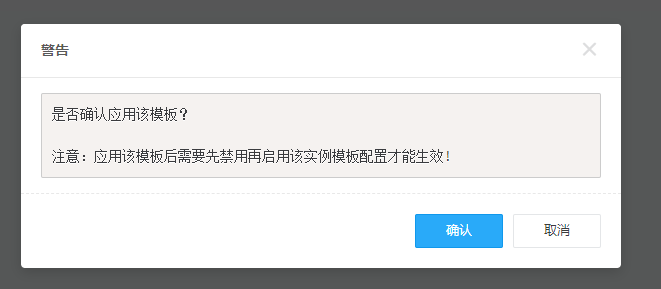 警告
是否确认应用该模板？
注意：应用该模板后需要先禁用再启用该实例模板配置才能生效！
确认
取消